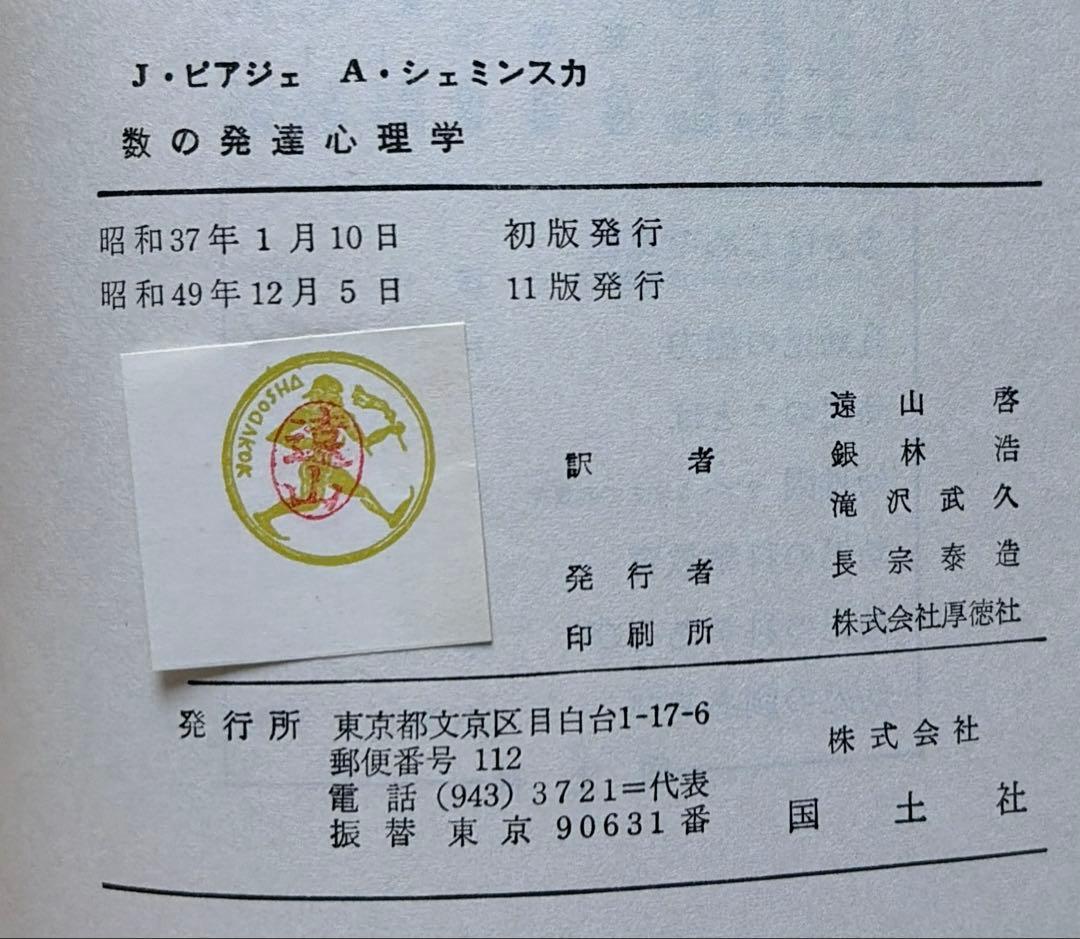 J・ピアジェ A・シェミンスカ
数の発達心理学
昭和37年1月10日 初版発行
昭和49年12月5日 11版発行
KOKADOSHA
遠山
遠山啓
訳者 銀林浩
滝沢武久
発行者 長宗泰造
印刷所 株式会社厚徳社
発行所 東京都文京区目白台1-17-6
郵便番号 112
電話 (943) 3721=代表
振替東京 90631番
株式会社
国土社